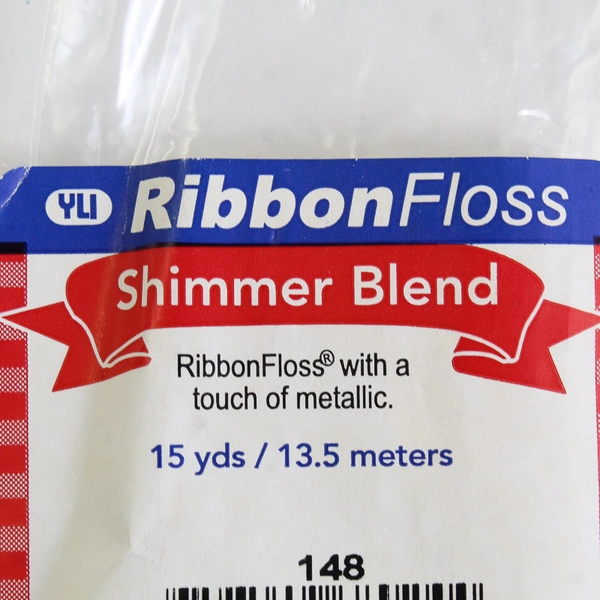 YLI RibbonFloss
Shimmer Blend
RibbonFloss® with a
touch of metallic.
15 yds / 13.5 meters
148